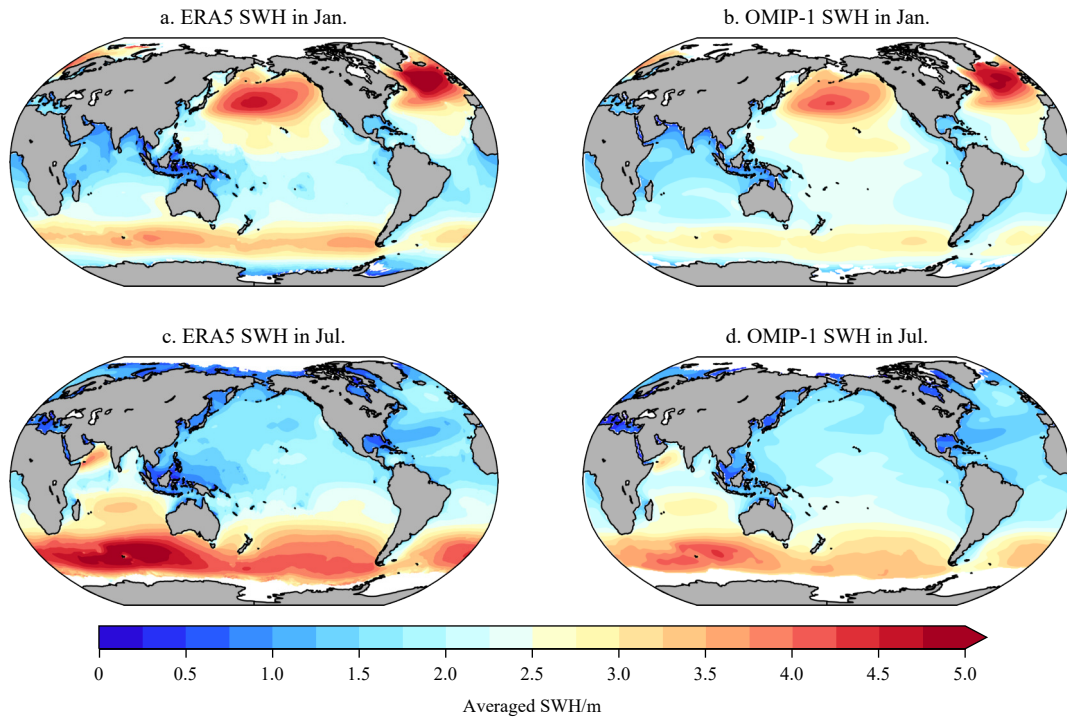 a. ERA5 SWH in Jan.
b. OMIP-1 SWH in Jan.
c. ERA5 SWH in Jul.
d. OMIP-1 SWH in Jul.
0 0.5 1.0 1.5 2.0 2.5 3.0 3.5 4.0 4.5 5.0
Averaged SWH/m